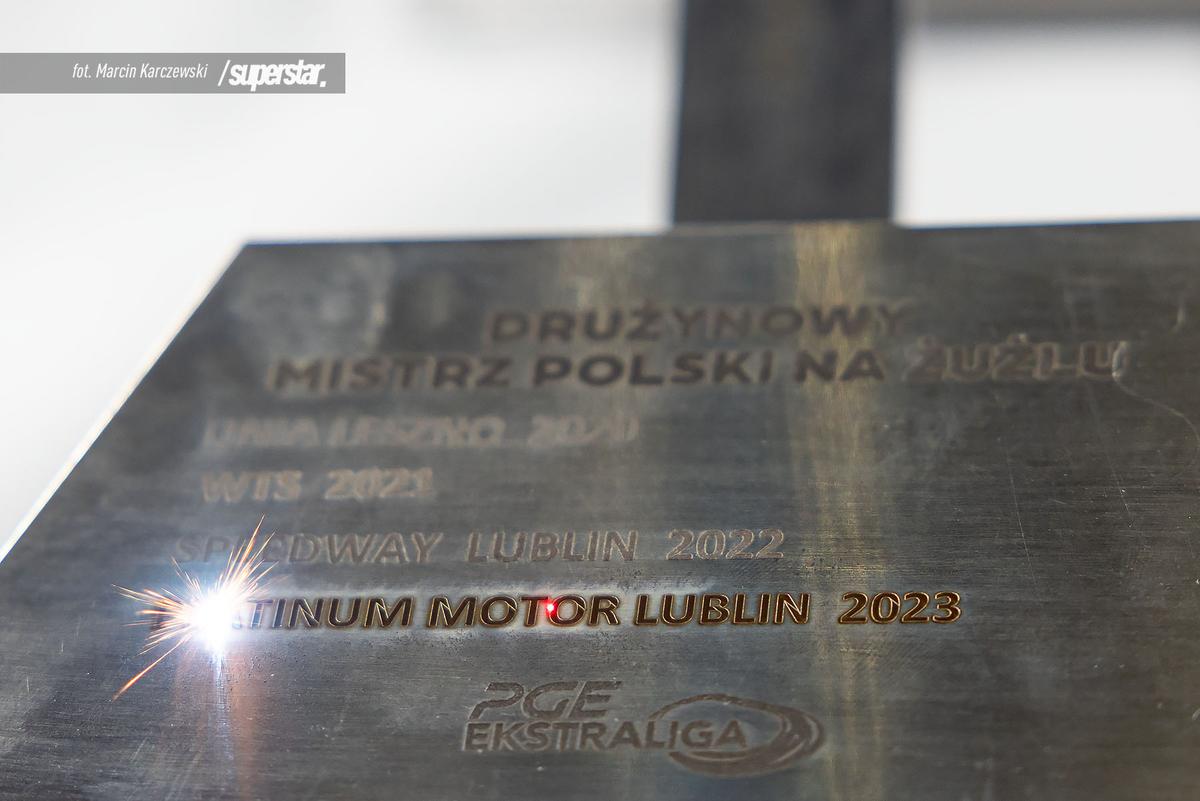 fot. Marcin Karczewski /superstar.
DRUŻYNOWY
MISTRZ POLSKI NA ŻUŻLU
UNIA LESZNO 2020
WTS 2021
SPEEDWAY LUBLIN 2022
TINUM MOTOR LUBLIN 2023
PGE
EKSTRALIGA